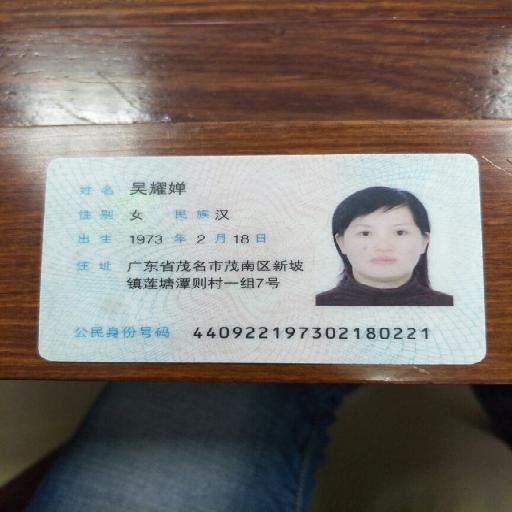 姓名 吴耀婵
性别 女 民族 汉
出生 1973 年 2 月 18 日
住址 广东省茂名市茂南区新坡
镇莲塘潭则村一组7号
公民身份号码 440922197302180221